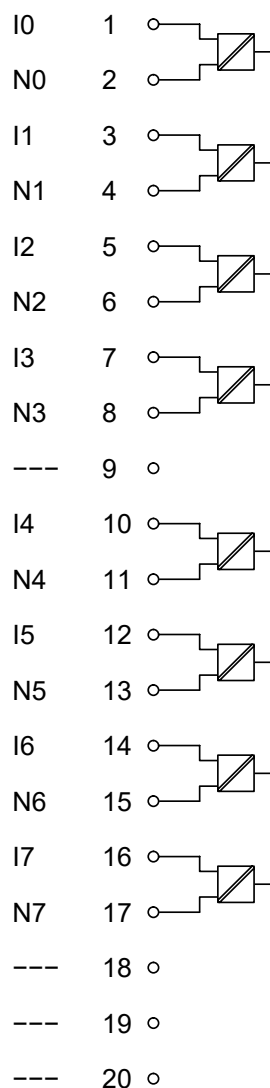 I0 1
N0 2
I1 3
N1 4
I2 5
N2 6
I3 7
N3 8
--- 9
I4 10
N4 11
I5 12
N5 13
I6 14
N6 15
I7 16
N7 17
--- 18
--- 19
--- 20